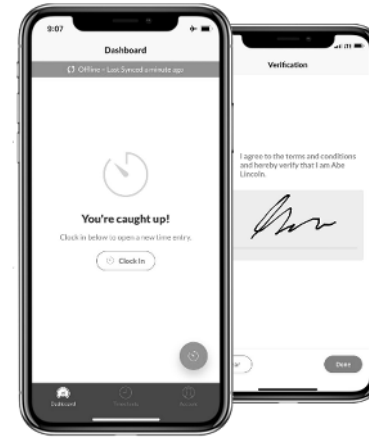 9:07
Dashboard
Offline – Last Synced a minute ago
You're caught up!
Clock in below to open a new time entry.
Clock In
Dashboard
Verification
I agree to the terms and conditions
and hereby verify that I am Abe
Lincoln.
Done